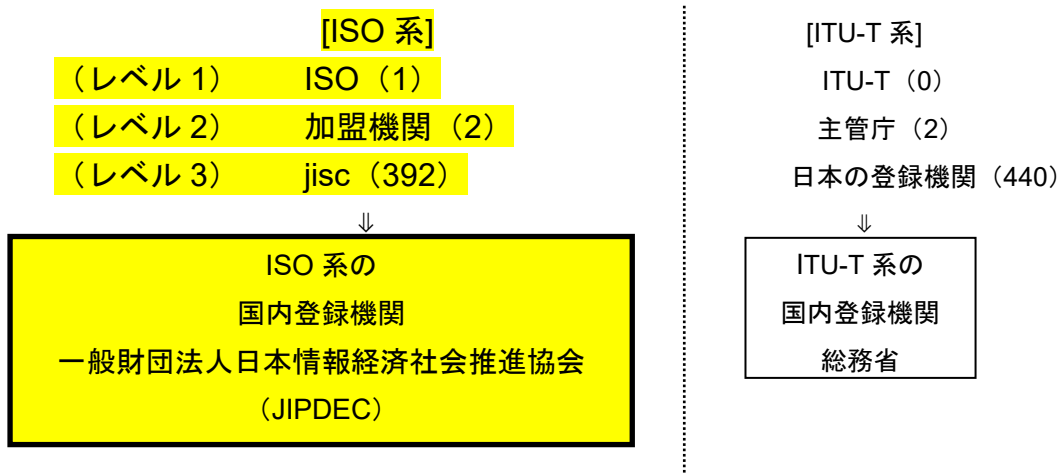 [ISO 系]
（レベル 1）　ISO（1）
（レベル 2）　加盟機関（2）
（レベル 3）　jisc（392）
⇓
ISO 系の
国内登録機関
一般財団法人日本情報経済社会推進協会
（JIPDEC）
[ITU-T 系]
ITU-T（0）
主管庁（2）
日本の登録機関（440）
⇓
ITU-T 系の
国内登録機関
総務省